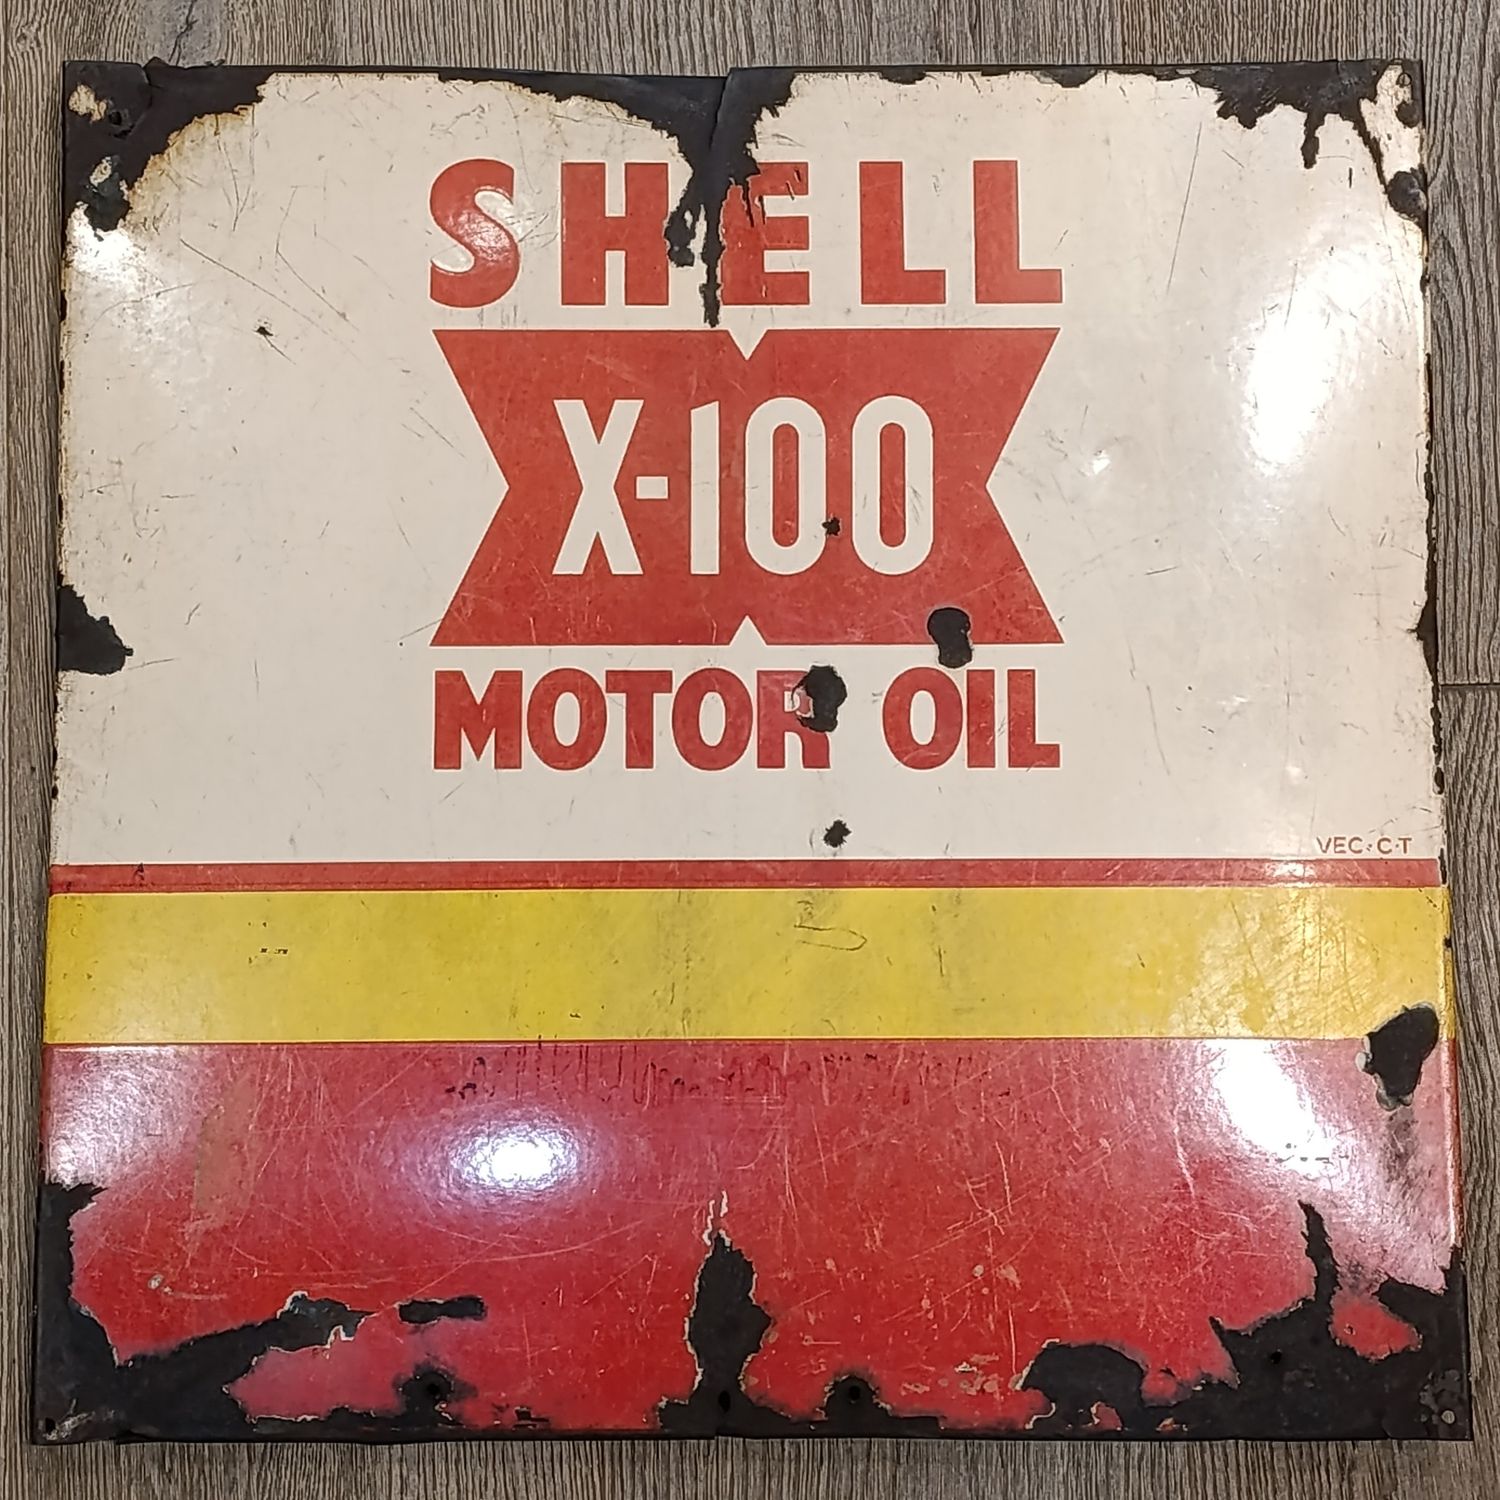 SHELL
X-100
MOTOR OIL
VEC·C·T